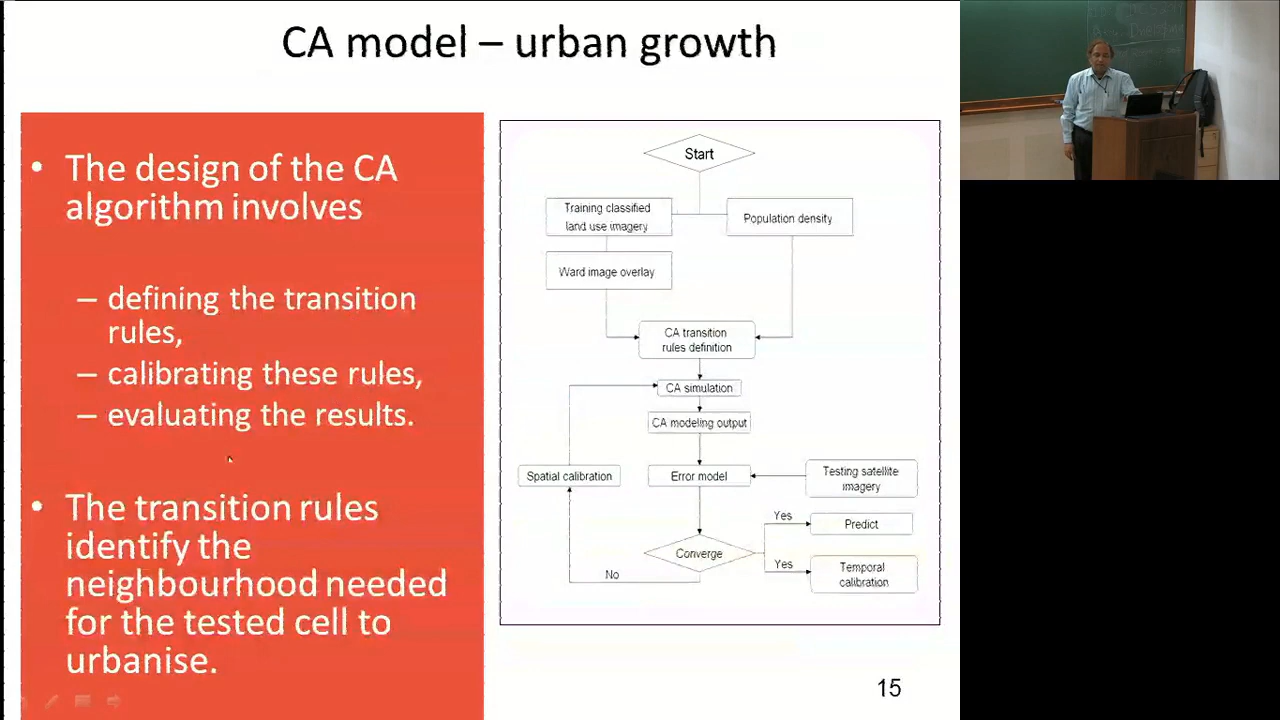 CA model – urban growth
• The design of the CA
algorithm involves
– defining the transition
rules,
– calibrating these rules,
– evaluating the results.
• The transition rules
identify the
neighbourhood needed
for the tested cell to
urbanise.
Start
Training classified
land use imagery
Population density
Ward image overlay
CA transition
rules definition
CA simulation
CA modeling output
Spatial calibration
Error model
Testing satellite
imagery
Yes
Predict
Converge
Yes
Temporal
calibration
No
15